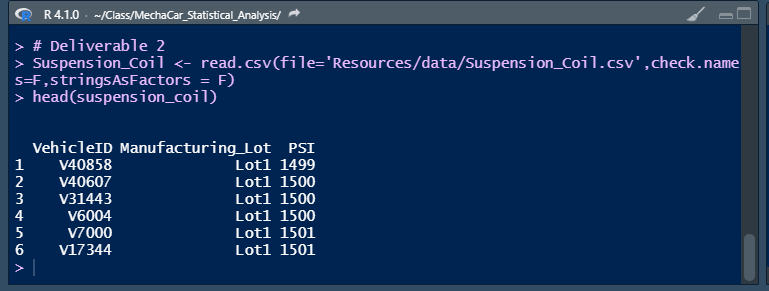 R 4.1.0 · ~/Class/MechaCar_Statistical_Analysis/
> # Deliverable 2
> Suspension_Coil <- read.csv(file='Resources/data/Suspension_Coil.csv',check.name
s=F,stringsAsFactors = F)
> head(suspension_coil)
VehicleID Manufacturing_Lot PSI
1 V40858 Lot1 1499
2 V40607 Lot1 1500
3 V31443 Lot1 1500
4 V6004 Lot1 1500
5 V7000 Lot1 1501
6 V17344 Lot1 1501
>